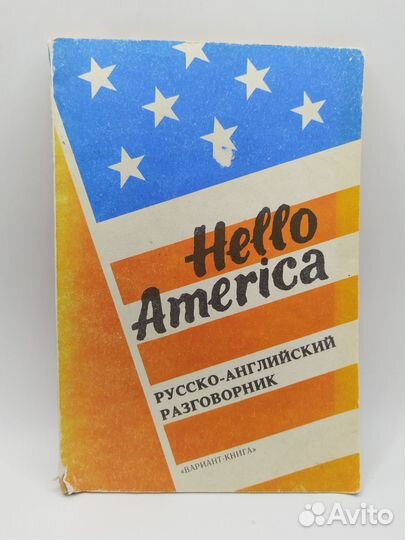 Hello
America
РУССКО-АНГЛИЙСКИЙ
РАЗГОВОРНИК
«ВАРИАНТ-КНИГА»
Avito